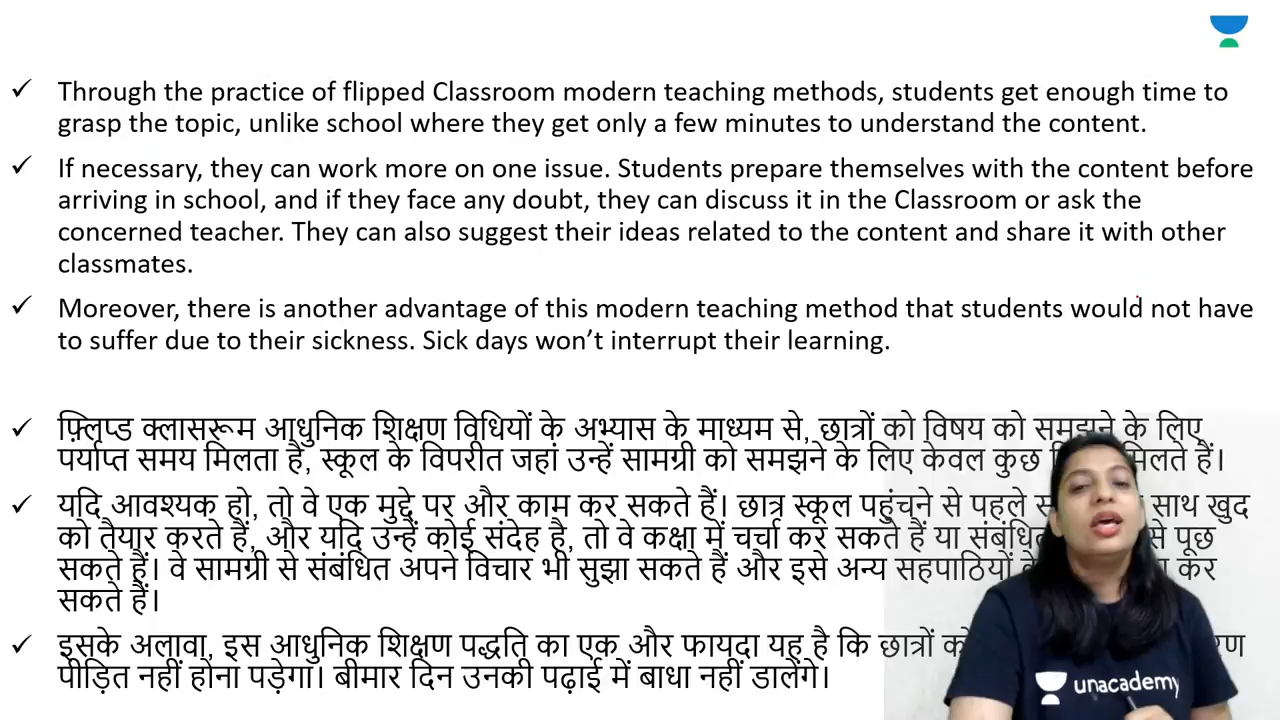 ✓ Through the practice of flipped Classroom modern teaching methods, students get enough time to
grasp the topic, unlike school where they get only a few minutes to understand the content.
✓ If necessary, they can work more on one issue. Students prepare themselves with the content before
arriving in school, and if they face any doubt, they can discuss it in the Classroom or ask the
concerned teacher. They can also suggest their ideas related to the content and share it with other
classmates.
✓ Moreover, there is another advantage of this modern teaching method that students would not have
to suffer due to their sickness. Sick days won’t interrupt their learning.
✓ फ़्लिप्ड क्लासरूम आधुनिक शिक्षण विधियों के अभ्यास के माध्यम से, छात्रों को विषय को समझने के लिए
पर्याप्त समय मिलता है, स्कूल के विपरीत जहां उन्हें सामग्री को समझने के लिए केवल कुछ मिलते हैं।
✓ यदि आवश्यक हो, तो वे एक मुद्दे पर और काम कर सकते हैं। छात्र स्कूल पहुंचने से पहले साथ खुद
को तैयार करते हैं, और यदि उन्हें कोई संदेह है, तो वे कक्षा में चर्चा कर सकते हैं या से पूछ
सकते हैं। वे सामग्री से संबंधित अपने विचार भी सुझा सकते हैं और इसे अन्य सहपाठियों कर
सकते हैं।
✓ इसके अलावा, इस आधुनिक शिक्षण पद्धति का एक और फायदा यह है कि छात्रों
पीड़ित नहीं होना पड़ेगा। बीमार दिन उनकी पढ़ाई में बाधा नहीं डालेंगे।
unacademy